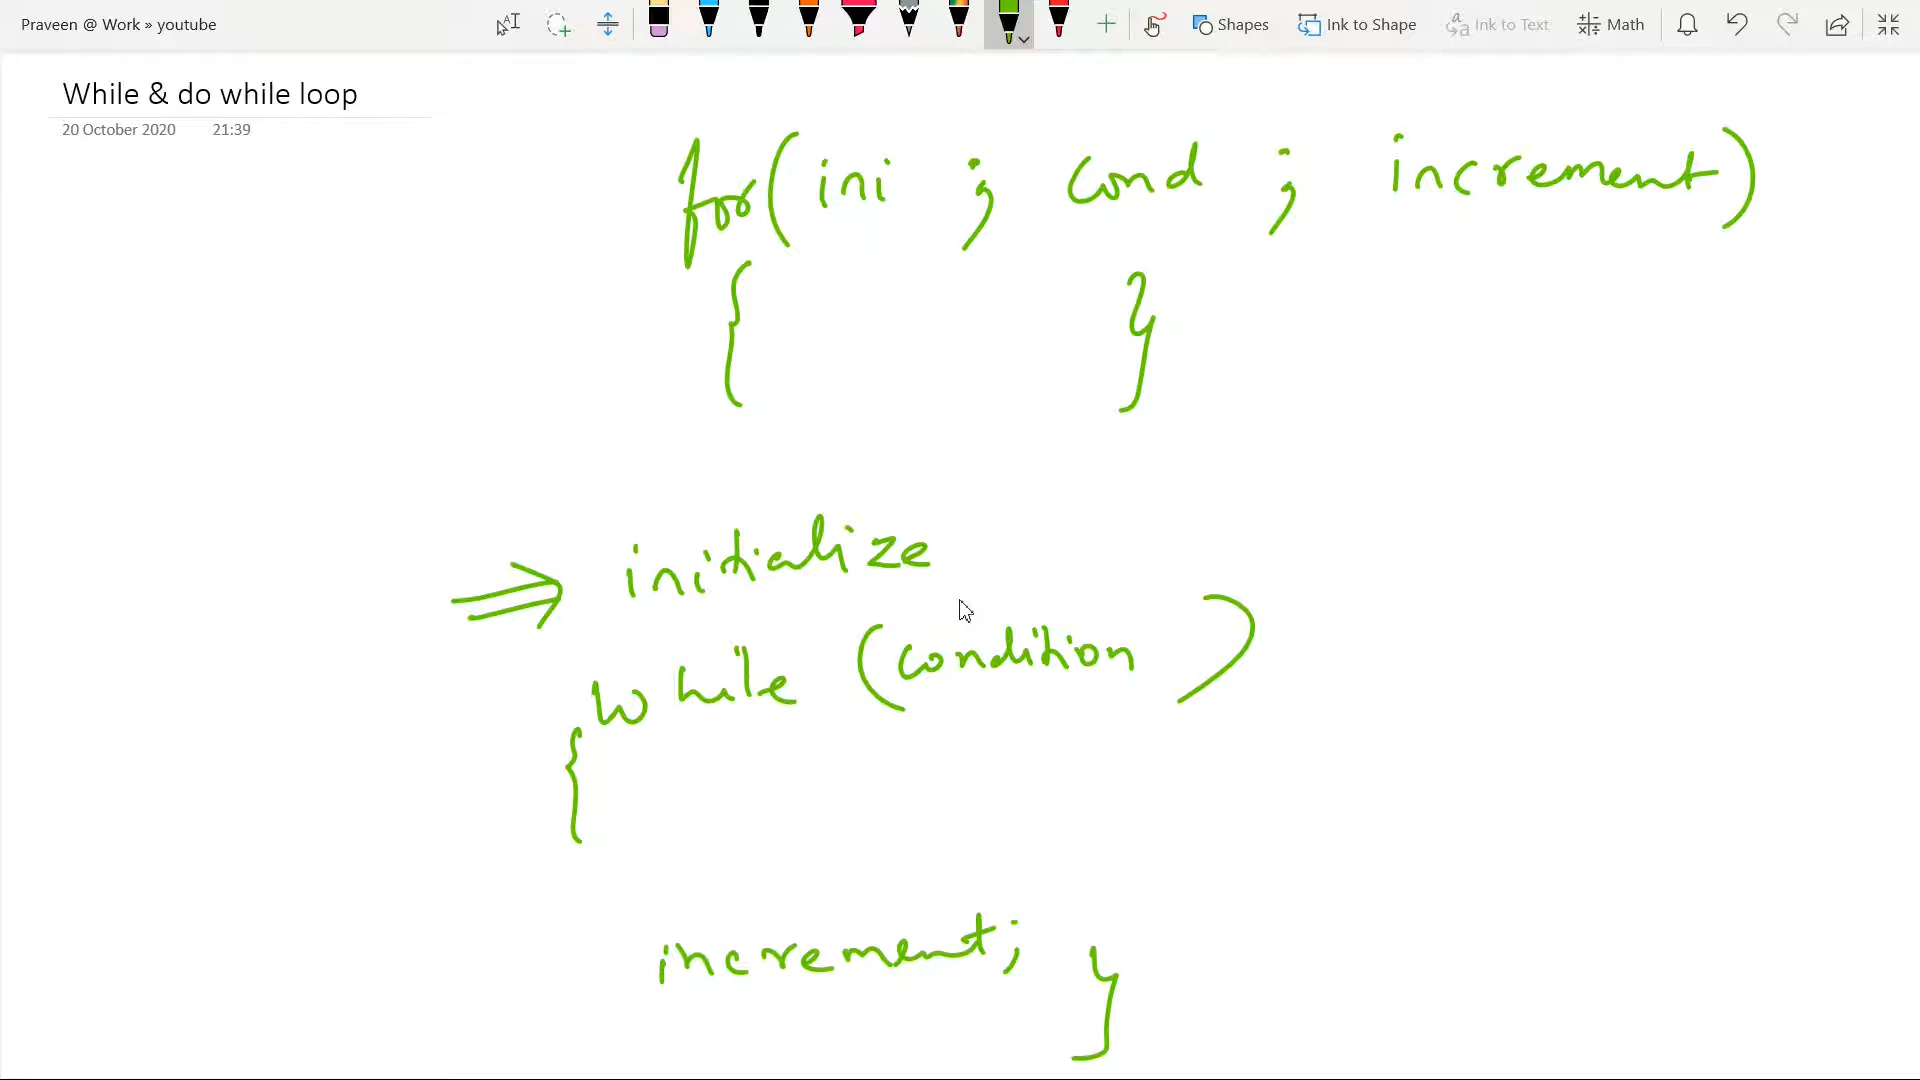 Praveen @ Work » youtube
Shapes Ink to Shape Ink to Text Math
While & do while loop
20 October 2020 21:39
for( ini ; cond ; increment)
{ }
⇒ initialize
while (condition )
{
increment; }